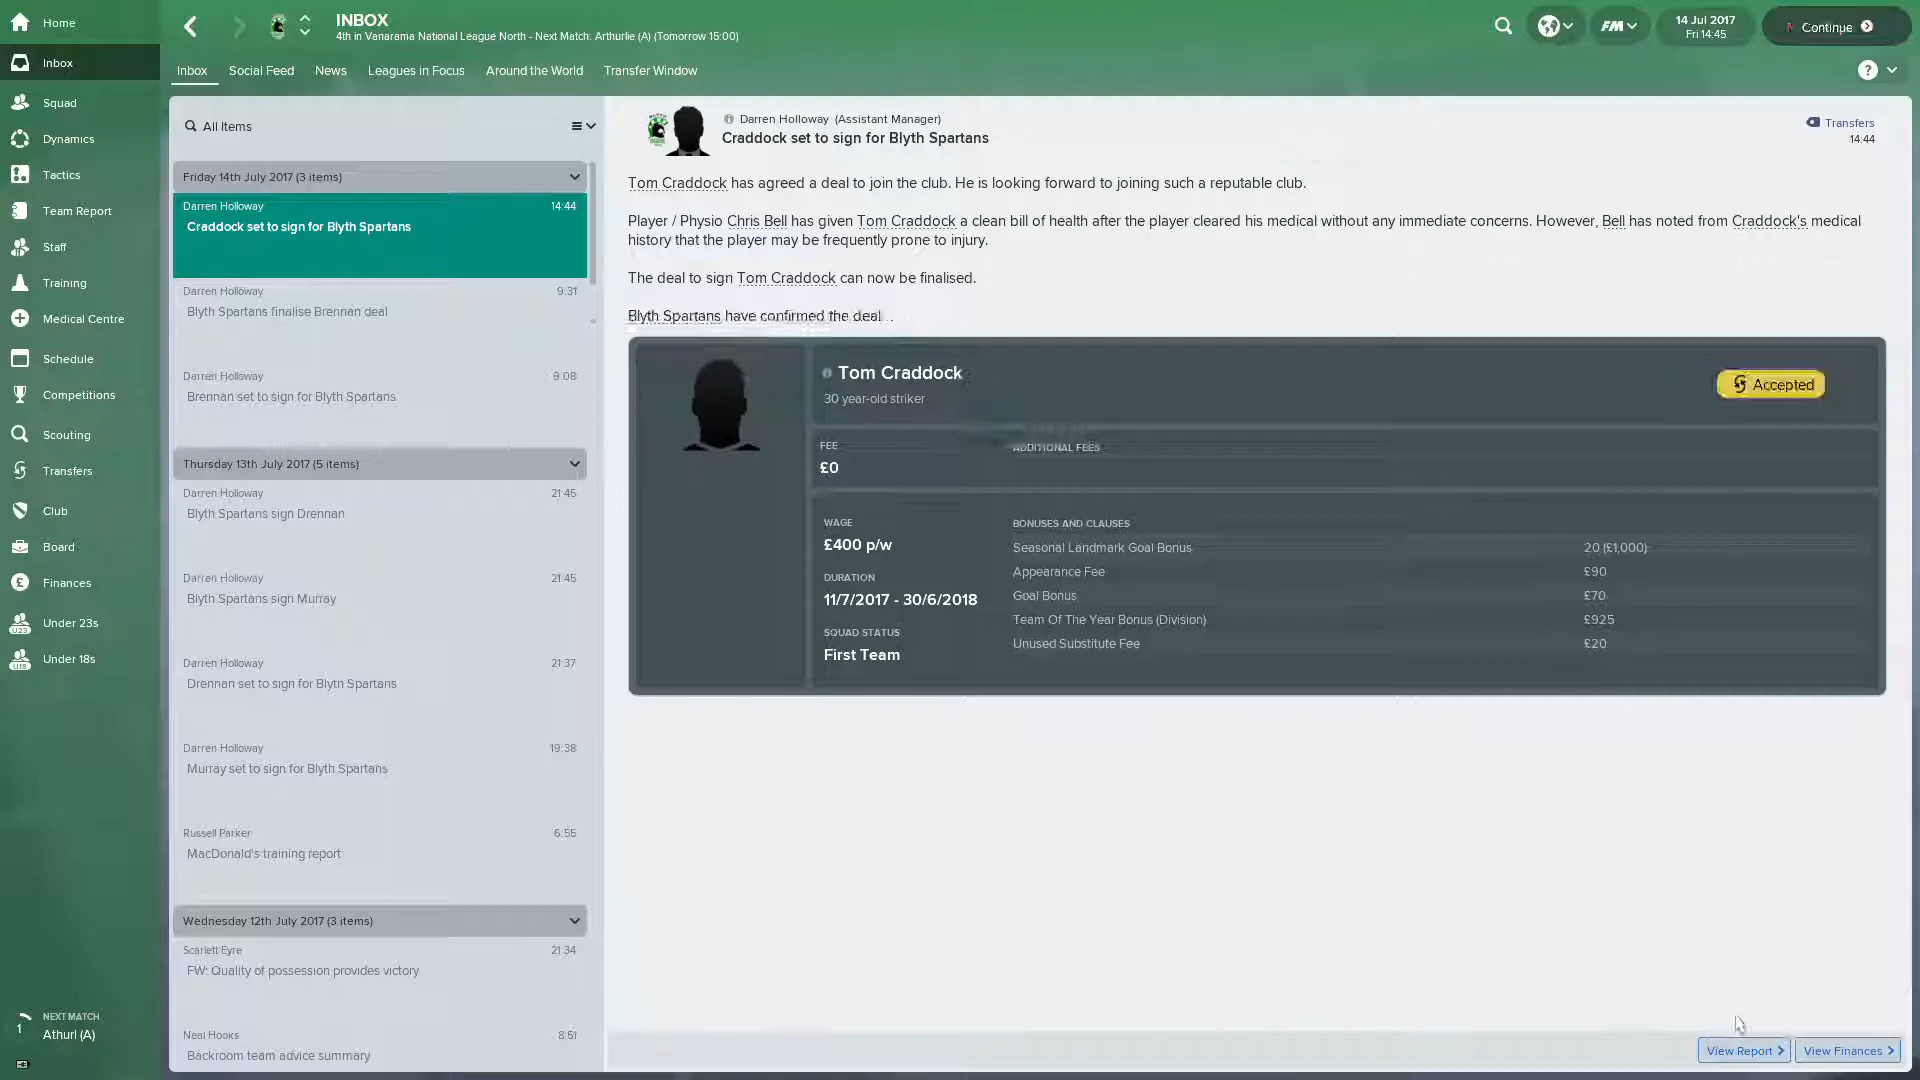 Home
Inbox
Squad
Dynamics
Tactics
Team Report
Staff
Training
Medical Centre
Schedule
Competitions
Scouting
Transfers
Club
Board
Finances
Under 23s
Under 18s
NEXT MATCH
1
Athurl (A)
INBOX
4th in Vanarama National League North - Next Match: Arthurlie (A) (Tomorrow 15:00)
FM
14 Jul 2017
Fri 14:45
Continue
Inbox Social Feed News Leagues in Focus Around the World Transfer Window
?
All Items
Friday 14th July 2017 (3 items)
Darren Holloway 14:44
Craddock set to sign for Blyth Spartans
Darren Holloway 9:31
Blyth Spartans finalise Brennan deal
Darren Holloway 9:08
Brennan set to sign for Blyth Spartans
Thursday 13th July 2017 (5 items)
Darren Holloway 21:45
Blyth Spartans sign Drennan
Darren Holloway 21:45
Blyth Spartans sign Murray
Darren Holloway 21:37
Drennan set to sign for Blyth Spartans
Darren Holloway 19:38
Murray set to sign for Blyth Spartans
Russell Parker 6:55
MacDonald's training report
Wednesday 12th July 2017 (3 items)
Scarlett Eyre 21:34
FW: Quality of possession provides victory
Neal Hooks 8:51
Backroom team advice summary
Darren Holloway (Assistant Manager)
Craddock set to sign for Blyth Spartans
Transfers
14:44
Tom Craddock has agreed a deal to join the club. He is looking forward to joining such a reputable club.
Player / Physio Chris Bell has given Tom Craddock a clean bill of health after the player cleared his medical without any immediate concerns. However, Bell has noted from Craddock's medical
history that the player may be frequently prone to injury.
The deal to sign Tom Craddock can now be finalised.
Blyth Spartans have confirmed the deal...
Tom Craddock
30 year-old striker
Accepted
FEE
£0
ADDITIONAL FEES
WAGE
£400 p/w
DURATION
11/7/2017 - 30/6/2018
SQUAD STATUS
First Team
BONUSES AND CLAUSES
Seasonal Landmark Goal Bonus 20 (£1,000)
Appearance Fee £90
Goal Bonus £70
Team Of The Year Bonus (Division) £925
Unused Substitute Fee £20
View Report
View Finances